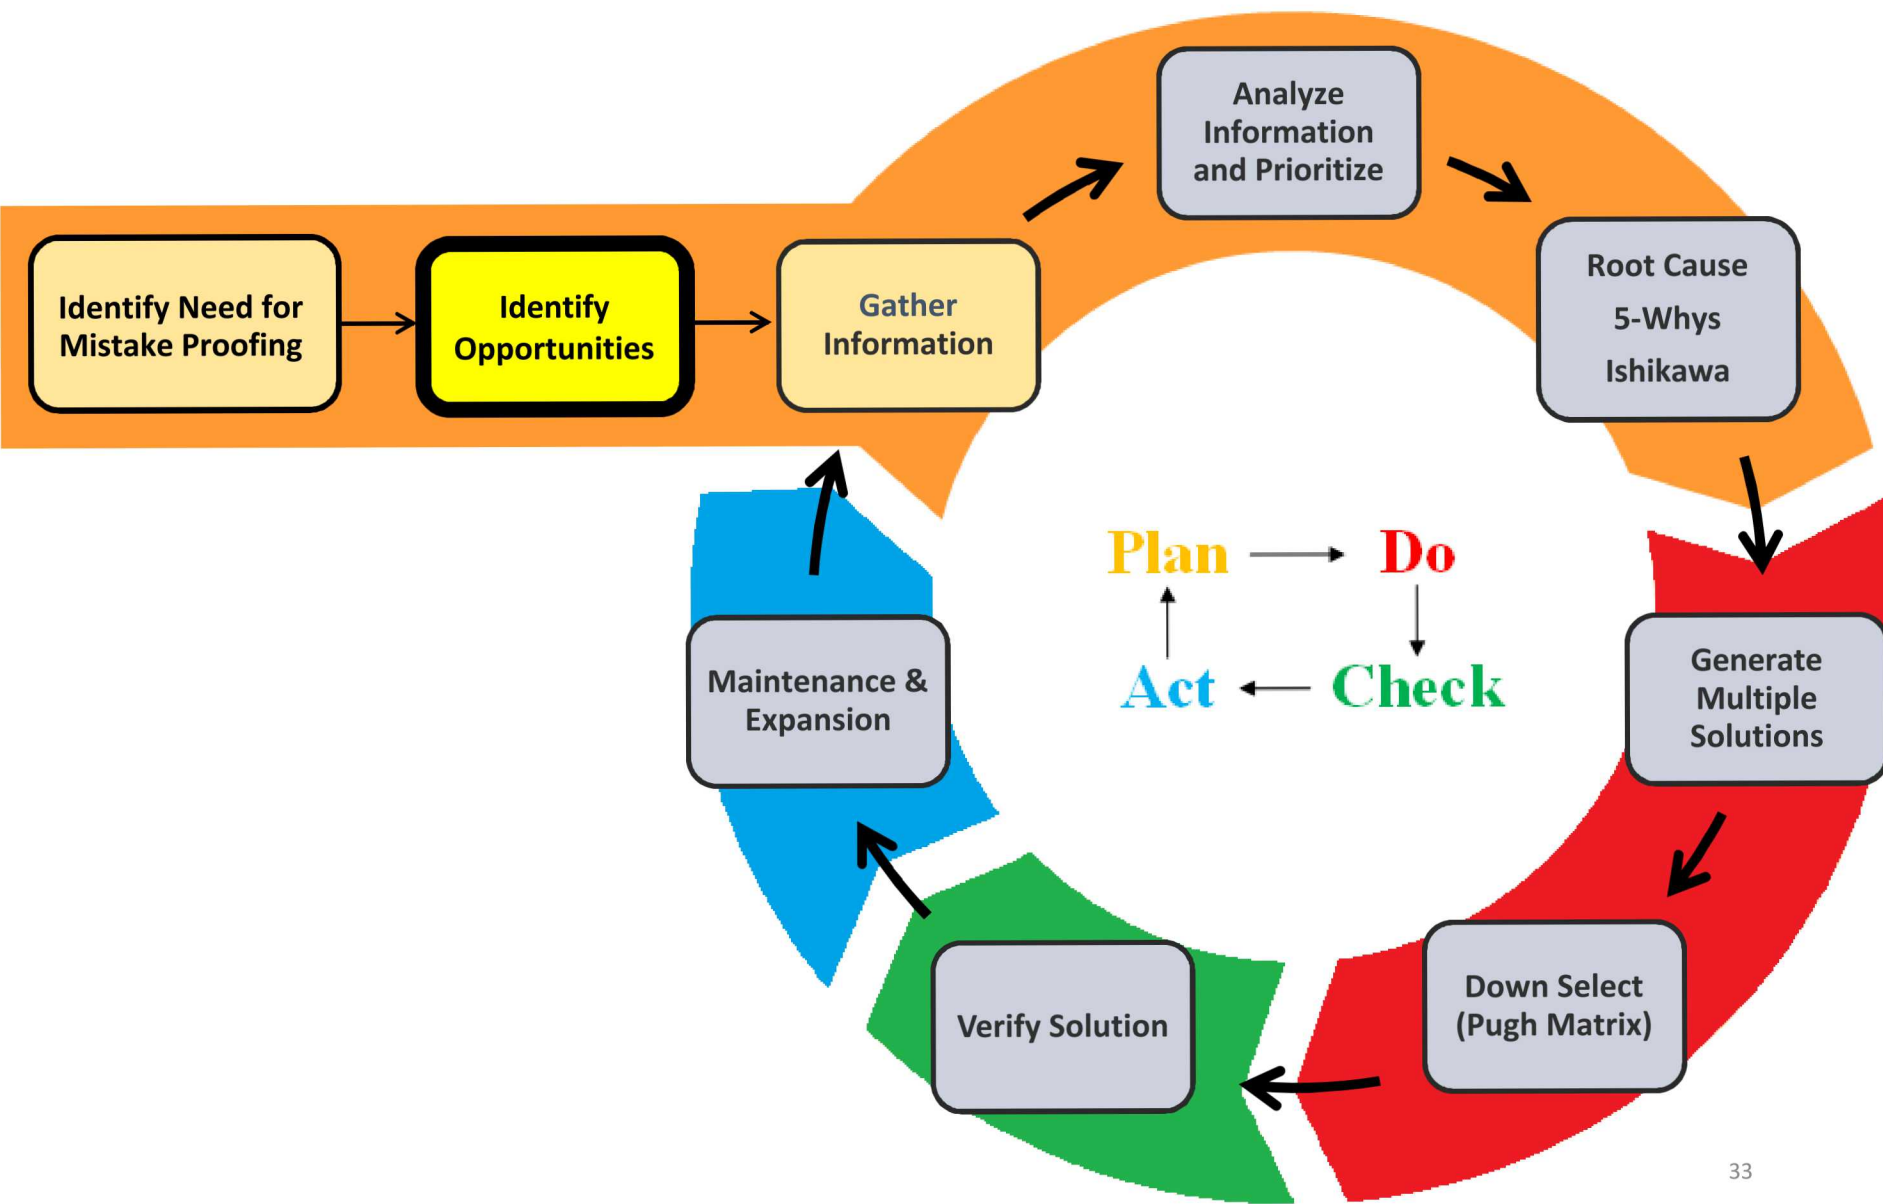 Identify Need for
Mistake Proofing
Identify
Opportunities
Gather
Information
Analyze
Information
and Prioritize
Root Cause
5-Whys
Ishikawa
Generate
Multiple
Solutions
Down Select
(Pugh Matrix)
Verify Solution
Maintenance &
Expansion
Plan
Do
Check
Act
33